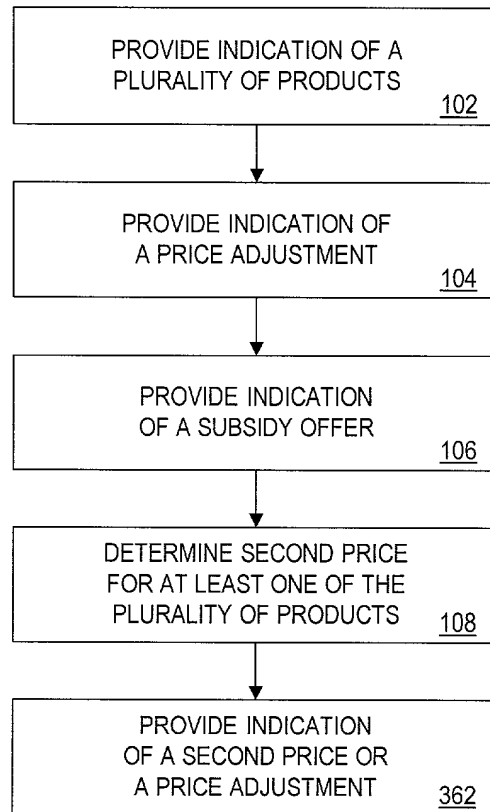 PROVIDE INDICATION OF A
PLURALITY OF PRODUCTS
102
PROVIDE INDICATION OF
A PRICE ADJUSTMENT
104
PROVIDE INDICATION
OF A SUBSIDY OFFER
106
DETERMINE SECOND PRICE
FOR AT LEAST ONE OF THE
PLURALITY OF PRODUCTS
108
PROVIDE INDICATION
OF A SECOND PRICE OR
A PRICE ADJUSTMENT
362